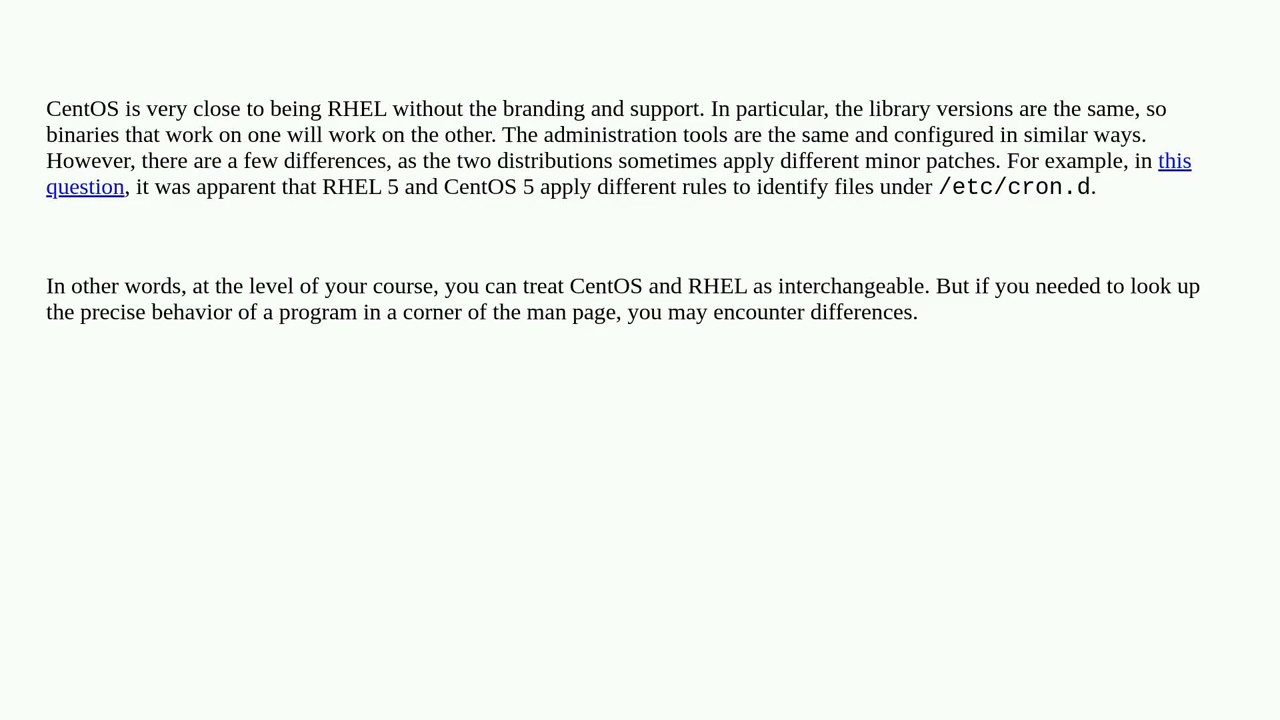 CentOS is very close to being RHEL without the branding and support. In particular, the library versions are the same, so
binaries that work on one will work on the other. The administration tools are the same and configured in similar ways.
However, there are a few differences, as the two distributions sometimes apply different minor patches. For example, in this
question, it was apparent that RHEL 5 and CentOS 5 apply different rules to identify files under /etc/cron.d.
In other words, at the level of your course, you can treat CentOS and RHEL as interchangeable. But if you needed to look up
the precise behavior of a program in a corner of the man page, you may encounter differences.